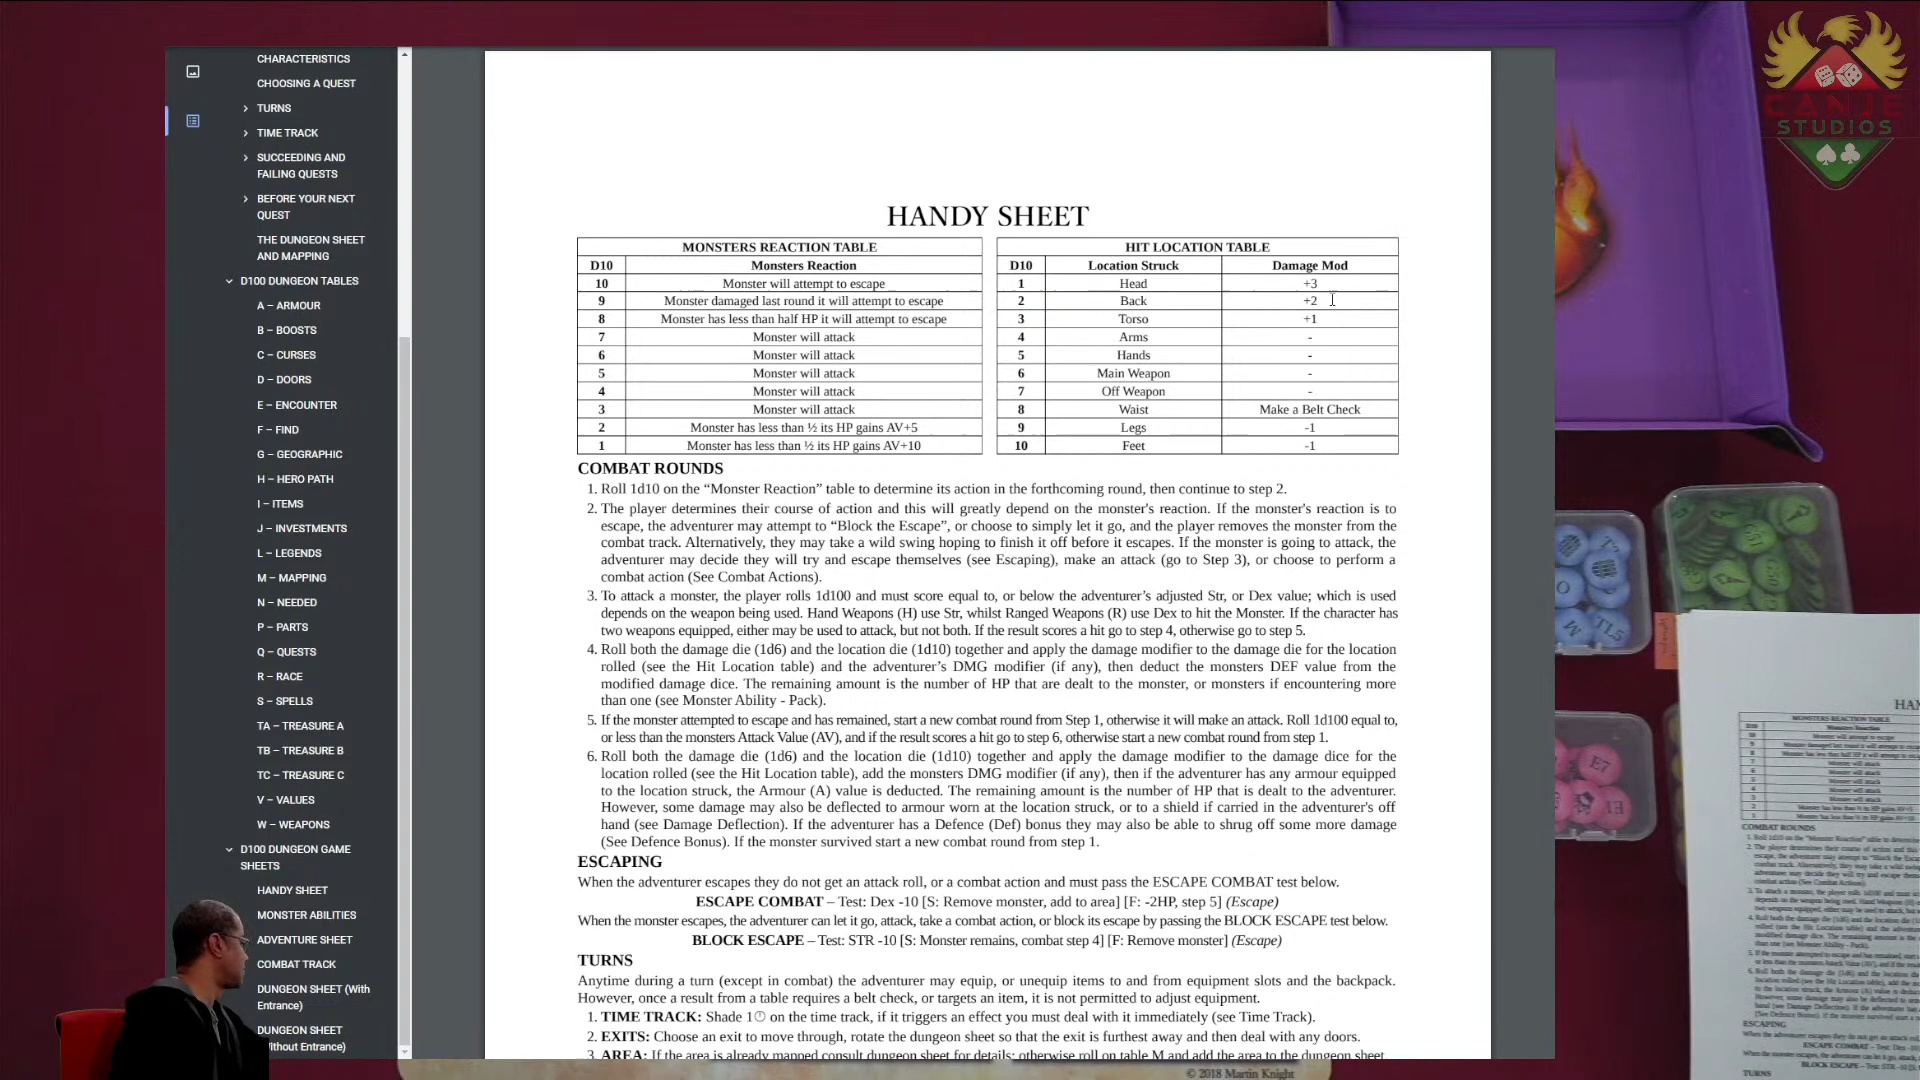 CHARACTERISTICS
CHOOSING A QUEST
TURNS
TIME TRACK
SUCCEEDING AND
FAILING QUESTS
BEFORE YOUR NEXT
QUEST
THE DUNGEON SHEET
AND MAPPING
D100 DUNGEON TABLES
A – ARMOUR
B – BOOSTS
C – CURSES
D – DOORS
E – ENCOUNTER
F – FIND
G – GEOGRAPHIC
H – HERO PATH
I – ITEMS
J – INVESTMENTS
L – LEGENDS
M – MAPPING
N – NEEDED
P – PARTS
Q – QUESTS
R – RACE
S – SPELLS
TA – TREASURE A
TB – TREASURE B
TC – TREASURE C
V – VALUES
W – WEAPONS
D100 DUNGEON GAME
SHEETS
HANDY SHEET
MONSTER ABILITIES
ADVENTURE SHEET
COMBAT TRACK
DUNGEON SHEET (With
Entrance)
DUNGEON SHEET
ithout Entrance)
HANDY SHEET
MONSTERS REACTION TABLE
D10 Monsters Reaction
10 Monster will attempt to escape
9 Monster damaged last round it will attempt to escape
8 Monster has less than half HP it will attempt to escape
7 Monster will attack
6 Monster will attack
5 Monster will attack
4 Monster will attack
3 Monster will attack
2 Monster has less than ½ its HP gains AV+5
1 Monster has less than ½ its HP gains AV+10
HIT LOCATION TABLE
D10 Location Struck Damage Mod
1 Head +3
2 Back +2
3 Torso +1
4 Arms -
5 Hands -
6 Main Weapon -
7 Off Weapon -
8 Waist Make a Belt Check
9 Legs -1
10 Feet -1
COMBAT ROUNDS
1. Roll 1d10 on the “Monster Reaction” table to determine its action in the forthcoming round, then continue to step 2.
2. The player determines their course of action and this will greatly depend on the monster's reaction. If the monster's reaction is to
escape, the adventurer may attempt to “Block the Escape”, or choose to simply let it go, and the player removes the monster from the
combat track. Alternatively, they may take a wild swing hoping to finish it off before it escapes. If the monster is going to attack, the
adventurer may decide they will try and escape themselves (see Escaping), make an attack (go to Step 3), or choose to perform a
combat action (See Combat Actions).
3. To attack a monster, the player rolls 1d100 and must score equal to, or below the adventurer’s adjusted Str, or Dex value; which is used
depends on the weapon being used. Hand Weapons (H) use Str, whilst Ranged Weapons (R) use Dex to hit the Monster. If the character has
two weapons equipped, either may be used to attack, but not both. If the result scores a hit go to step 4, otherwise go to step 5.
4. Roll both the damage die (1d6) and the location die (1d10) together and apply the damage modifier to the damage die for the location
rolled (see the Hit Location table) and the adventurer’s DMG modifier (if any), then deduct the monsters DEF value from the
modified damage dice. The remaining amount is the number of HP that are dealt to the monster, or monsters if encountering more
than one (see Monster Ability - Pack).
5. If the monster attempted to escape and has remained, start a new combat round from Step 1, otherwise it will make an attack. Roll 1d100 equal to,
or less than the monsters Attack Value (AV), and if the result scores a hit go to step 6, otherwise start a new combat round from step 1.
6. Roll both the damage die (1d6) and the location die (1d10) together and apply the damage modifier to the damage dice for the
location rolled (see the Hit Location table), add the monsters DMG modifier (if any), then if the adventurer has any armour equipped
to the location struck, the Armour (A) value is deducted. The remaining amount is the number of HP that is dealt to the adventurer.
However, some damage may also be deflected to armour worn at the location struck, or to a shield if carried in the adventurer's off
hand (see Damage Deflection). If the adventurer has a Defence (Def) bonus they may also be able to shrug off some more damage
(See Defence Bonus). If the monster survived start a new combat round from step 1.
ESCAPING
When the adventurer escapes they do not get an attack roll, or a combat action and must pass the ESCAPE COMBAT test below.
ESCAPE COMBAT – Test: Dex -10 [S: Remove monster, add to area] [F: -2HP, step 5] (Escape)
When the monster escapes, the adventurer can let it go, attack, take a combat action, or block its escape by passing the BLOCK ESCAPE test below.
BLOCK ESCAPE – Test: STR -10 [S: Monster remains, combat step 4] [F: Remove monster] (Escape)
TURNS
Anytime during a turn (except in combat) the adventurer may equip, or unequip items to and from equipment slots and the backpack.
However, once a result from a table requires a belt check, or targets an item, it is not permitted to adjust equipment.
1. TIME TRACK: Shade 1 on the time track, if it triggers an effect you must deal with it immediately (see Time Track).
2. EXITS: Choose an exit to move through, rotate the dungeon sheet so that the exit is furthest away and then deal with any doors.
3. AREA: If the area is already mapped consult dungeon sheet for details; otherwise roll on table M and add the area to the dungeon sheet
© 2018 Martin Knight
CANJE
STUDIOS
TL5
E7
E1